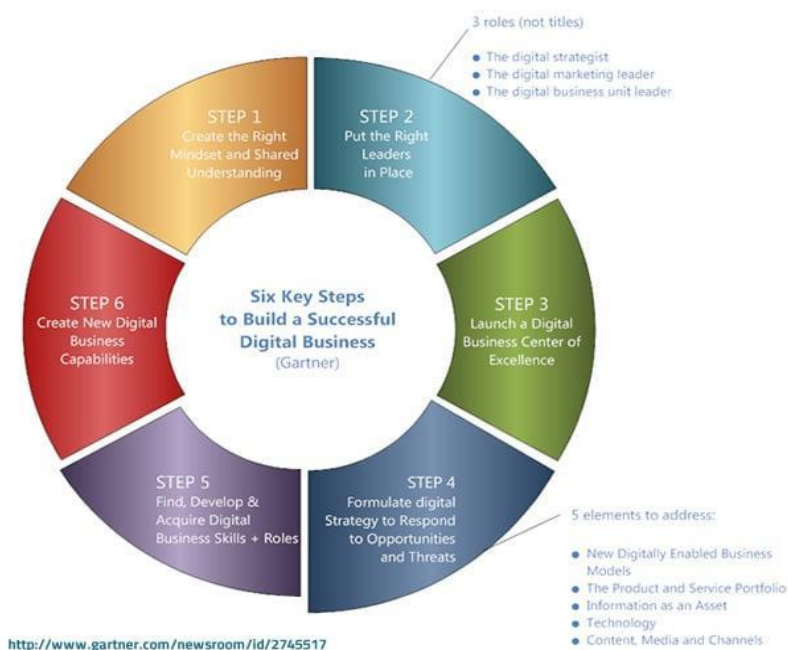 3 roles (not titles)
● The digital strategist
● The digital marketing leader
● The digital business unit leader
STEP 1
Create the Right
Mindset and Shared
Understanding
STEP 2
Put the Right
Leaders
in Place
STEP 3
Launch a Digital
Business Center of
Excellence
STEP 4
Formulate digital
Strategy to Respond
to Opportunities
and Threats
5 elements to address:
● New Digitally Enabled Business
Models
● The Product and Service Portfolio
● Information as an Asset
● Technology
● Content, Media and Channels
STEP 5
Find, Develop &
Acquire Digital
Business Skills + Roles
STEP 6
Create New Digital
Business
Capabilities
Six Key Steps
to Build a Successful
Digital Business
(Gartner)
http://www.gartner.com/newsroom/id/2745517